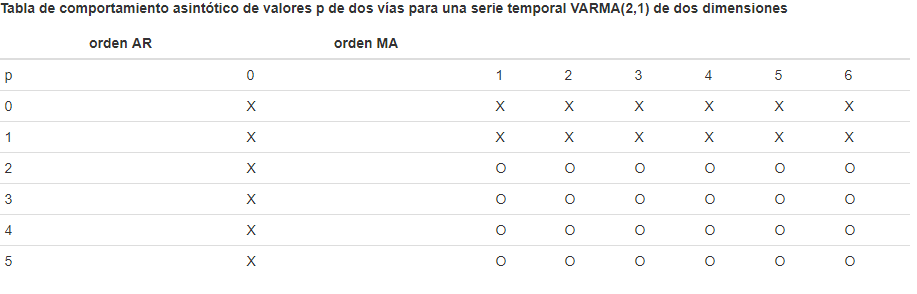 Tabla de comportamiento asintótico de valores p de dos vías para una serie temporal VARMA(2,1) de dos dimensiones
orden AR orden MA
p 0 1 2 3 4 5 6
0 X X X X X X X
1 X X X X X X X
2 X O O O O O O
3 X O O O O O O
4 X O O O O O O
5 X O O O O O O